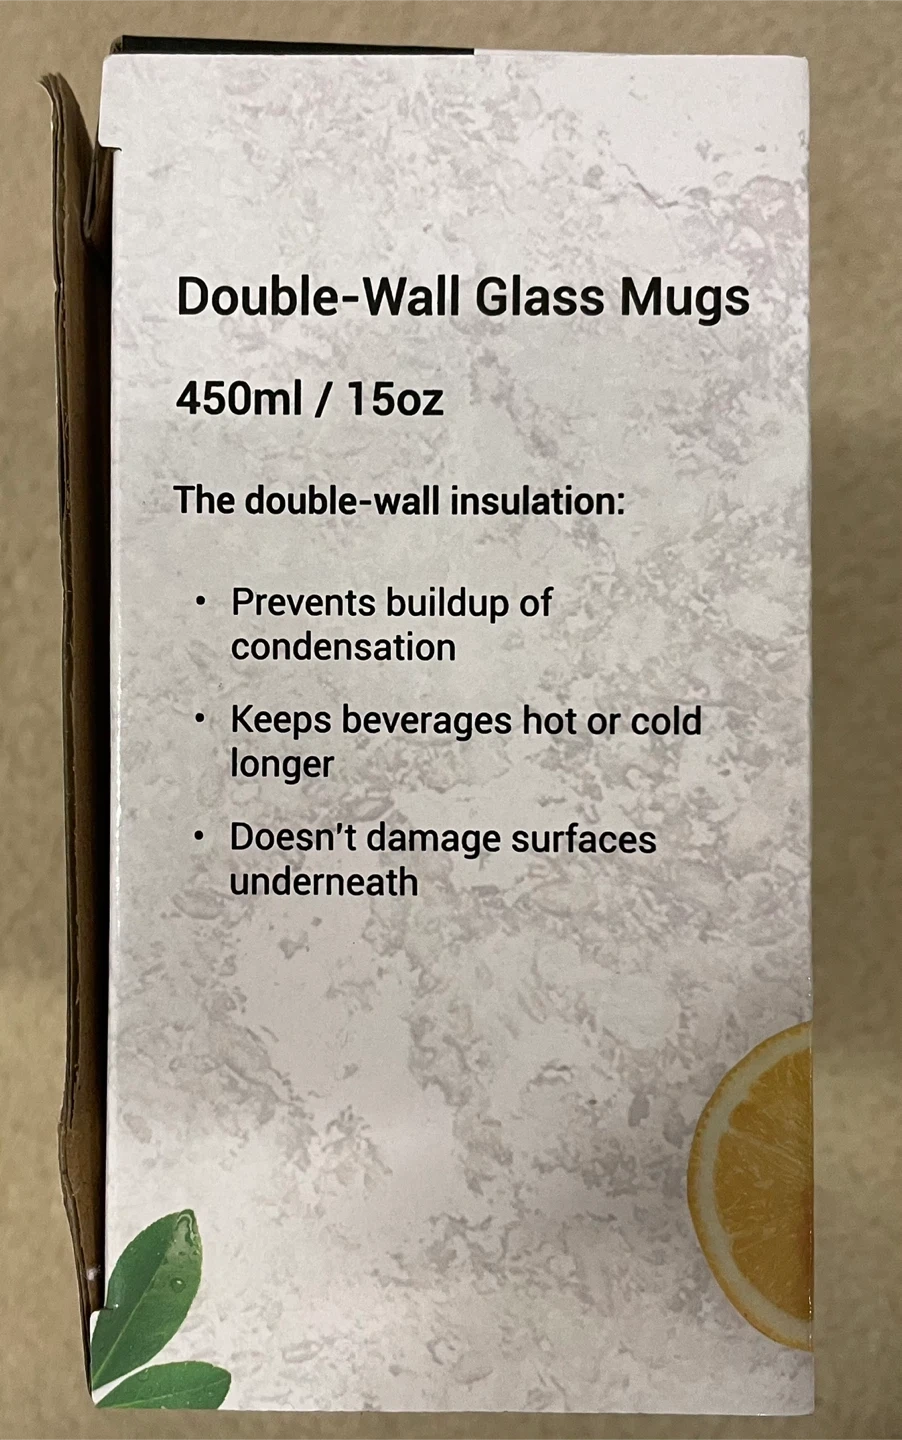 Double-Wall Glass Mugs
450ml / 15oz
The double-wall insulation:
• Prevents buildup of
condensation
• Keeps beverages hot or cold
longer
• Doesn't damage surfaces
underneath